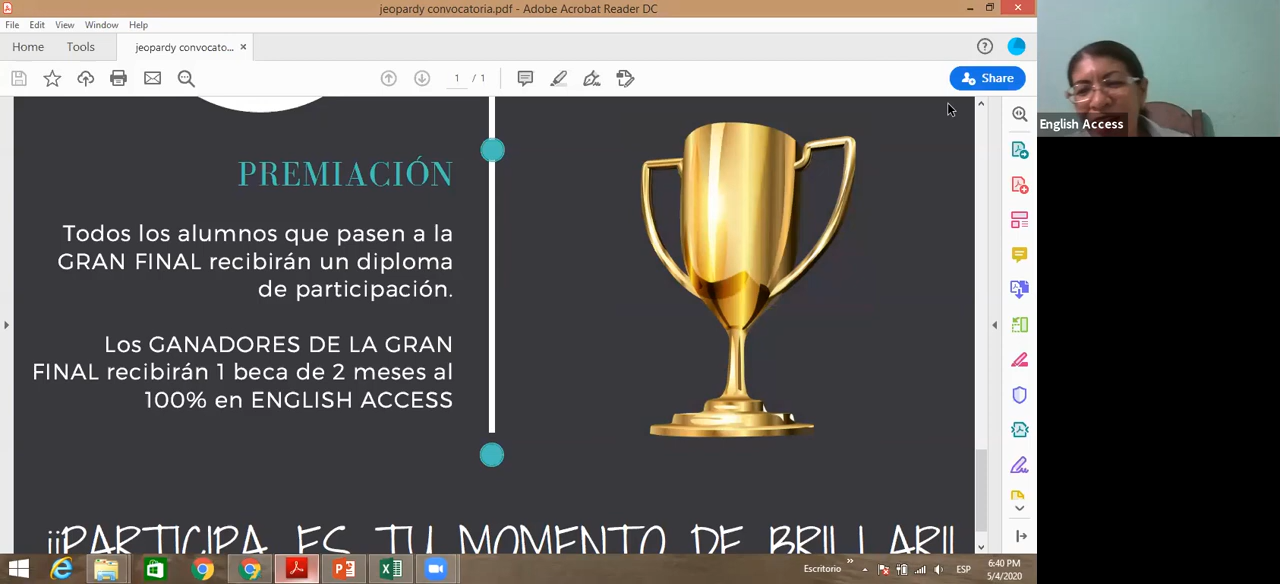 jeopardy convocatoria.pdf - Adobe Acrobat Reader DC
File Edit View Window Help
Home Tools jeopardy convocato... ×
1 / 1
Share
English Access
PREMIACIÓN
Todos los alumnos que pasen a la
GRAN FINAL recibirán un diploma
de participación.
Los GANADORES DE LA GRAN
FINAL recibirán 1 beca de 2 meses al
100% en ENGLISH ACCESS
¡¡PARTICIPA, ES TU MOMENTO DE BRILLAR!!
Escritorio ESP 6:40 PM
5/4/2020